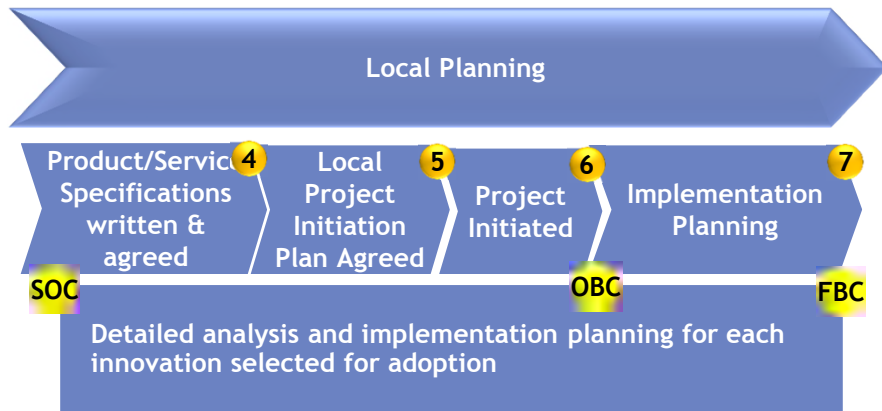 Local Planning
Product/Servic
Specifications
written &
agreed
4
Local
Project
Initiation
Plan Agreed
5
Project
Initiated
6
Implementation
Planning
7
SOC
OBC
FBC
Detailed analysis and implementation planning for each
innovation selected for adoption